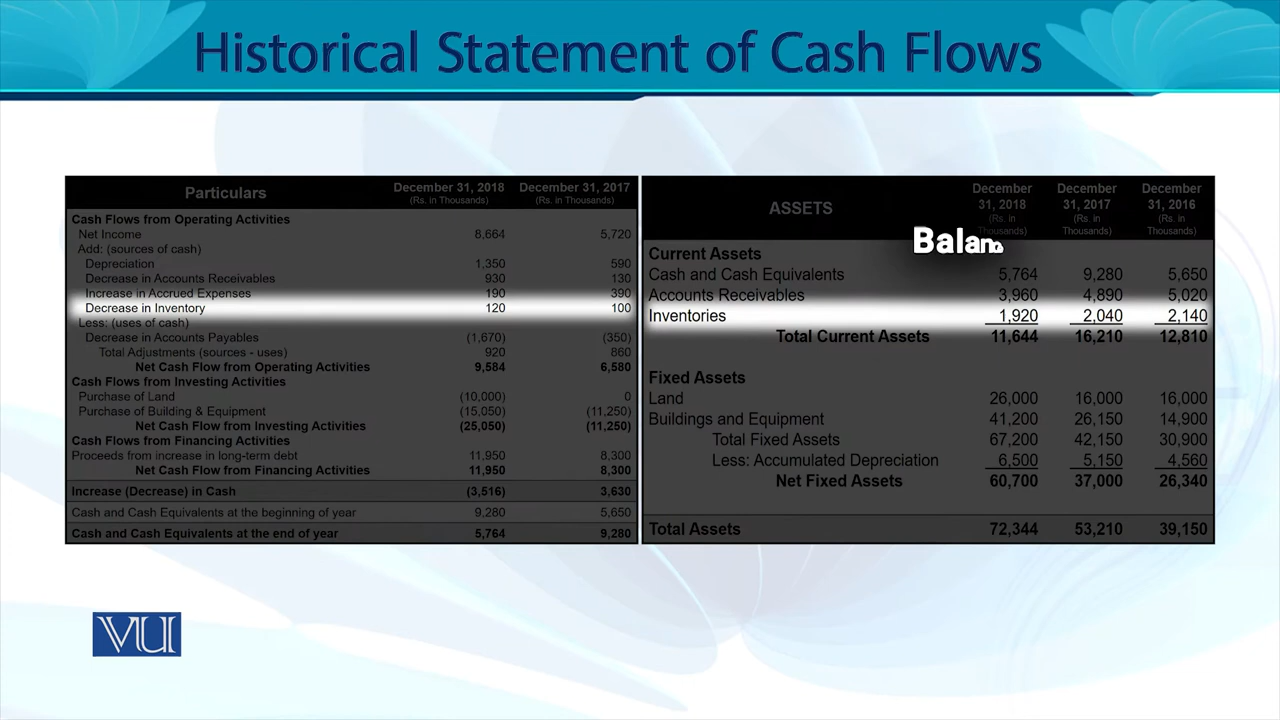 Historical Statement of Cash Flows
Particulars December 31, 2018 December 31, 2017
(Rs. in Thousands) (Rs. in Thousands)
Cash Flows from Operating Activities
Net Income 8,664 5,720
Add: (sources of cash)
Depreciation 1,350 590
Decrease in Accounts Receivables 930 130
Increase in Accrued Expenses 190 390
Decrease in Inventory 120 100
Less: (uses of cash)
Decrease in Accounts Payables (1,670) (350)
Total Adjustments (sources - uses) 920 860
Net Cash Flow from Operating Activities 9,584 6,580
Cash Flows from Investing Activities
Purchase of Land (10,000) 0
Purchase of Building & Equipment (15,050) (11,250)
Net Cash Flow from Investing Activities (25,050) (11,250)
Cash Flows from Financing Activities
Proceeds from increase in long-term debt 11,950 8,300
Net Cash Flow from Financing Activities 11,950 8,300
Increase (Decrease) in Cash (3,516) 3,630
Cash and Cash Equivalents at the beginning of year 9,280 5,650
Cash and Cash Equivalents at the end of year 5,764 9,280
ASSETS December December December
31, 2018 31, 2017 31, 2016
(Rs. in (Rs. in (Rs. in
Thousands) Thousands) Thousands)
Current Assets
Cash and Cash Equivalents 5,764 9,280 5,650
Accounts Receivables 3,960 4,890 5,020
Inventories 1,920 2,040 2,140
Total Current Assets 11,644 16,210 12,810
Fixed Assets
Land 26,000 16,000 16,000
Buildings and Equipment 41,200 26,150 14,900
Total Fixed Assets 67,200 42,150 30,900
Less: Accumulated Depreciation 6,500 5,150 4,560
Net Fixed Assets 60,700 37,000 26,340
Total Assets 72,344 53,210 39,150
VU